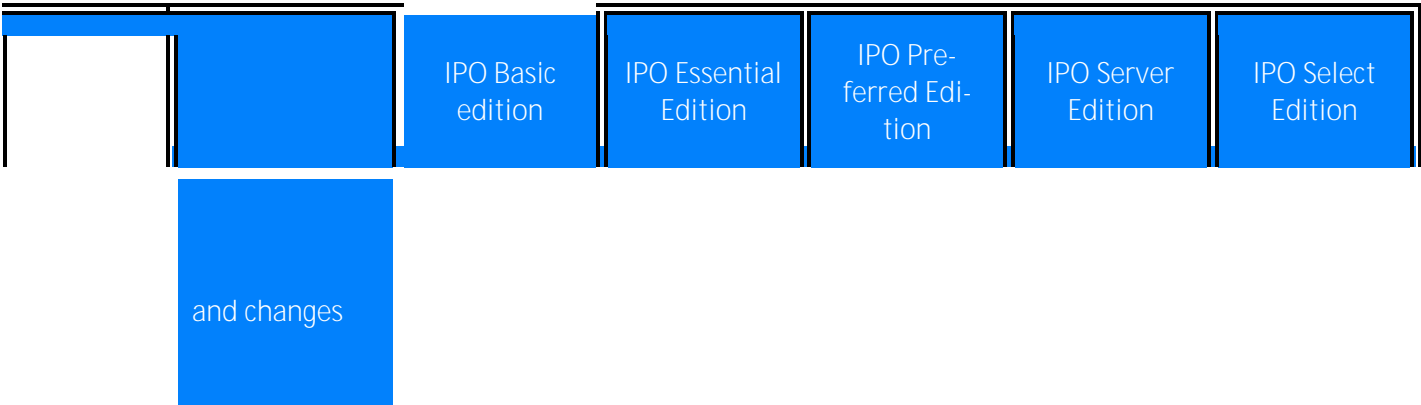 IPO Basic
edition
IPO Essential
Edition
IPO Pre-
ferred Edi-
tion
IPO Server
Edition
IPO Select
Edition
and changes